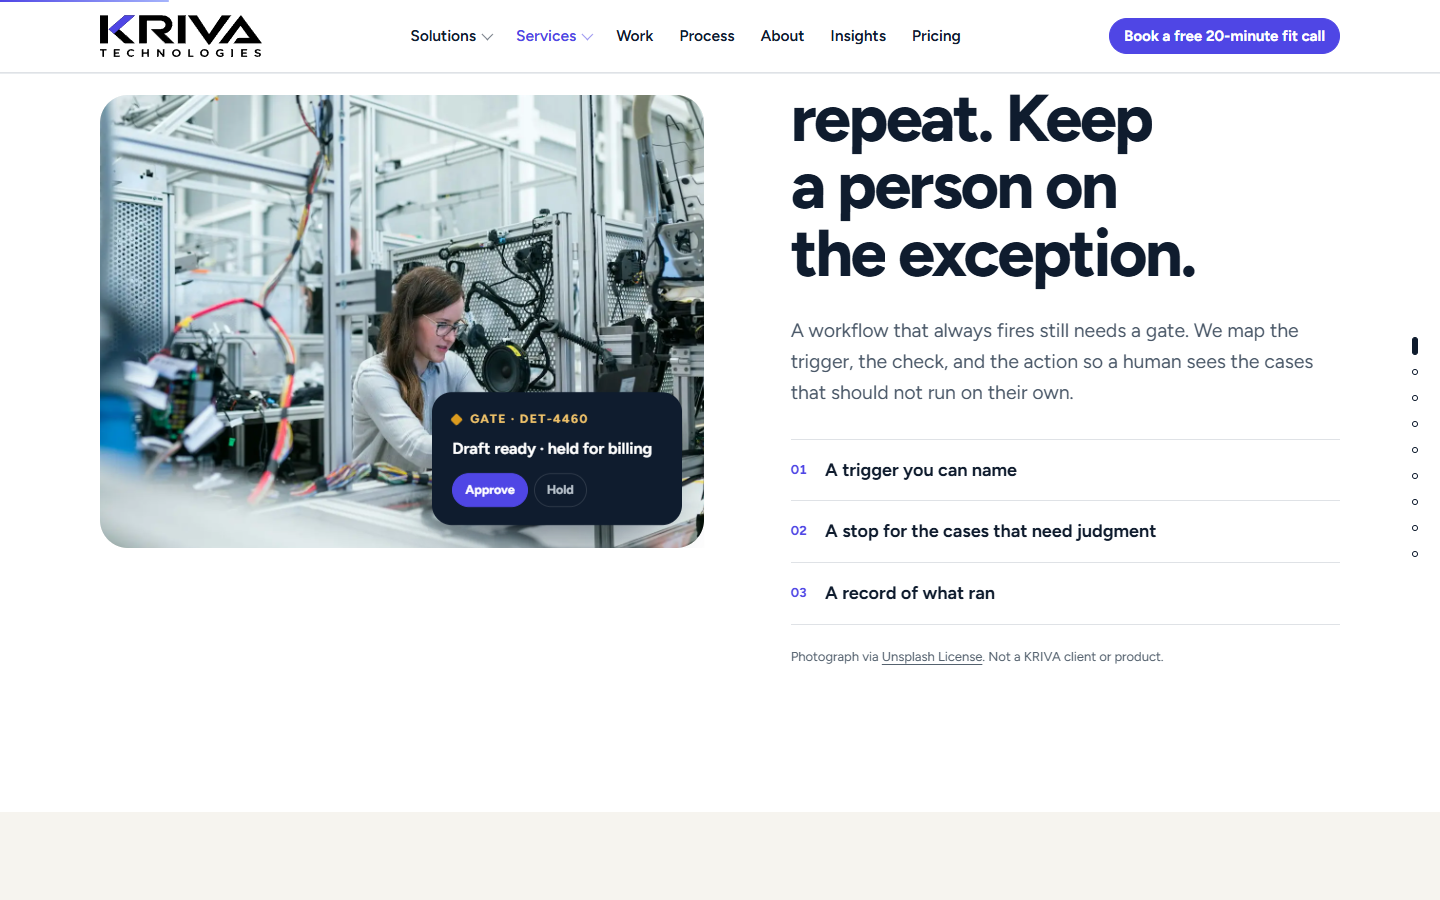 KRIVA
TECHNOLOGIES
Solutions
Services
Work
Process
About
Insights
Pricing
Book a free 20-minute fit call
repeat. Keep
a person on
the exception.
A workflow that always fires still needs a gate. We map the
trigger, the check, and the action so a human sees the cases
that should not run on their own.
GATE · DET-4460
Draft ready · held for billing
Approve
Hold
01 A trigger you can name
02 A stop for the cases that need judgment
03 A record of what ran
Photograph via Unsplash License. Not a KRIVA client or product.